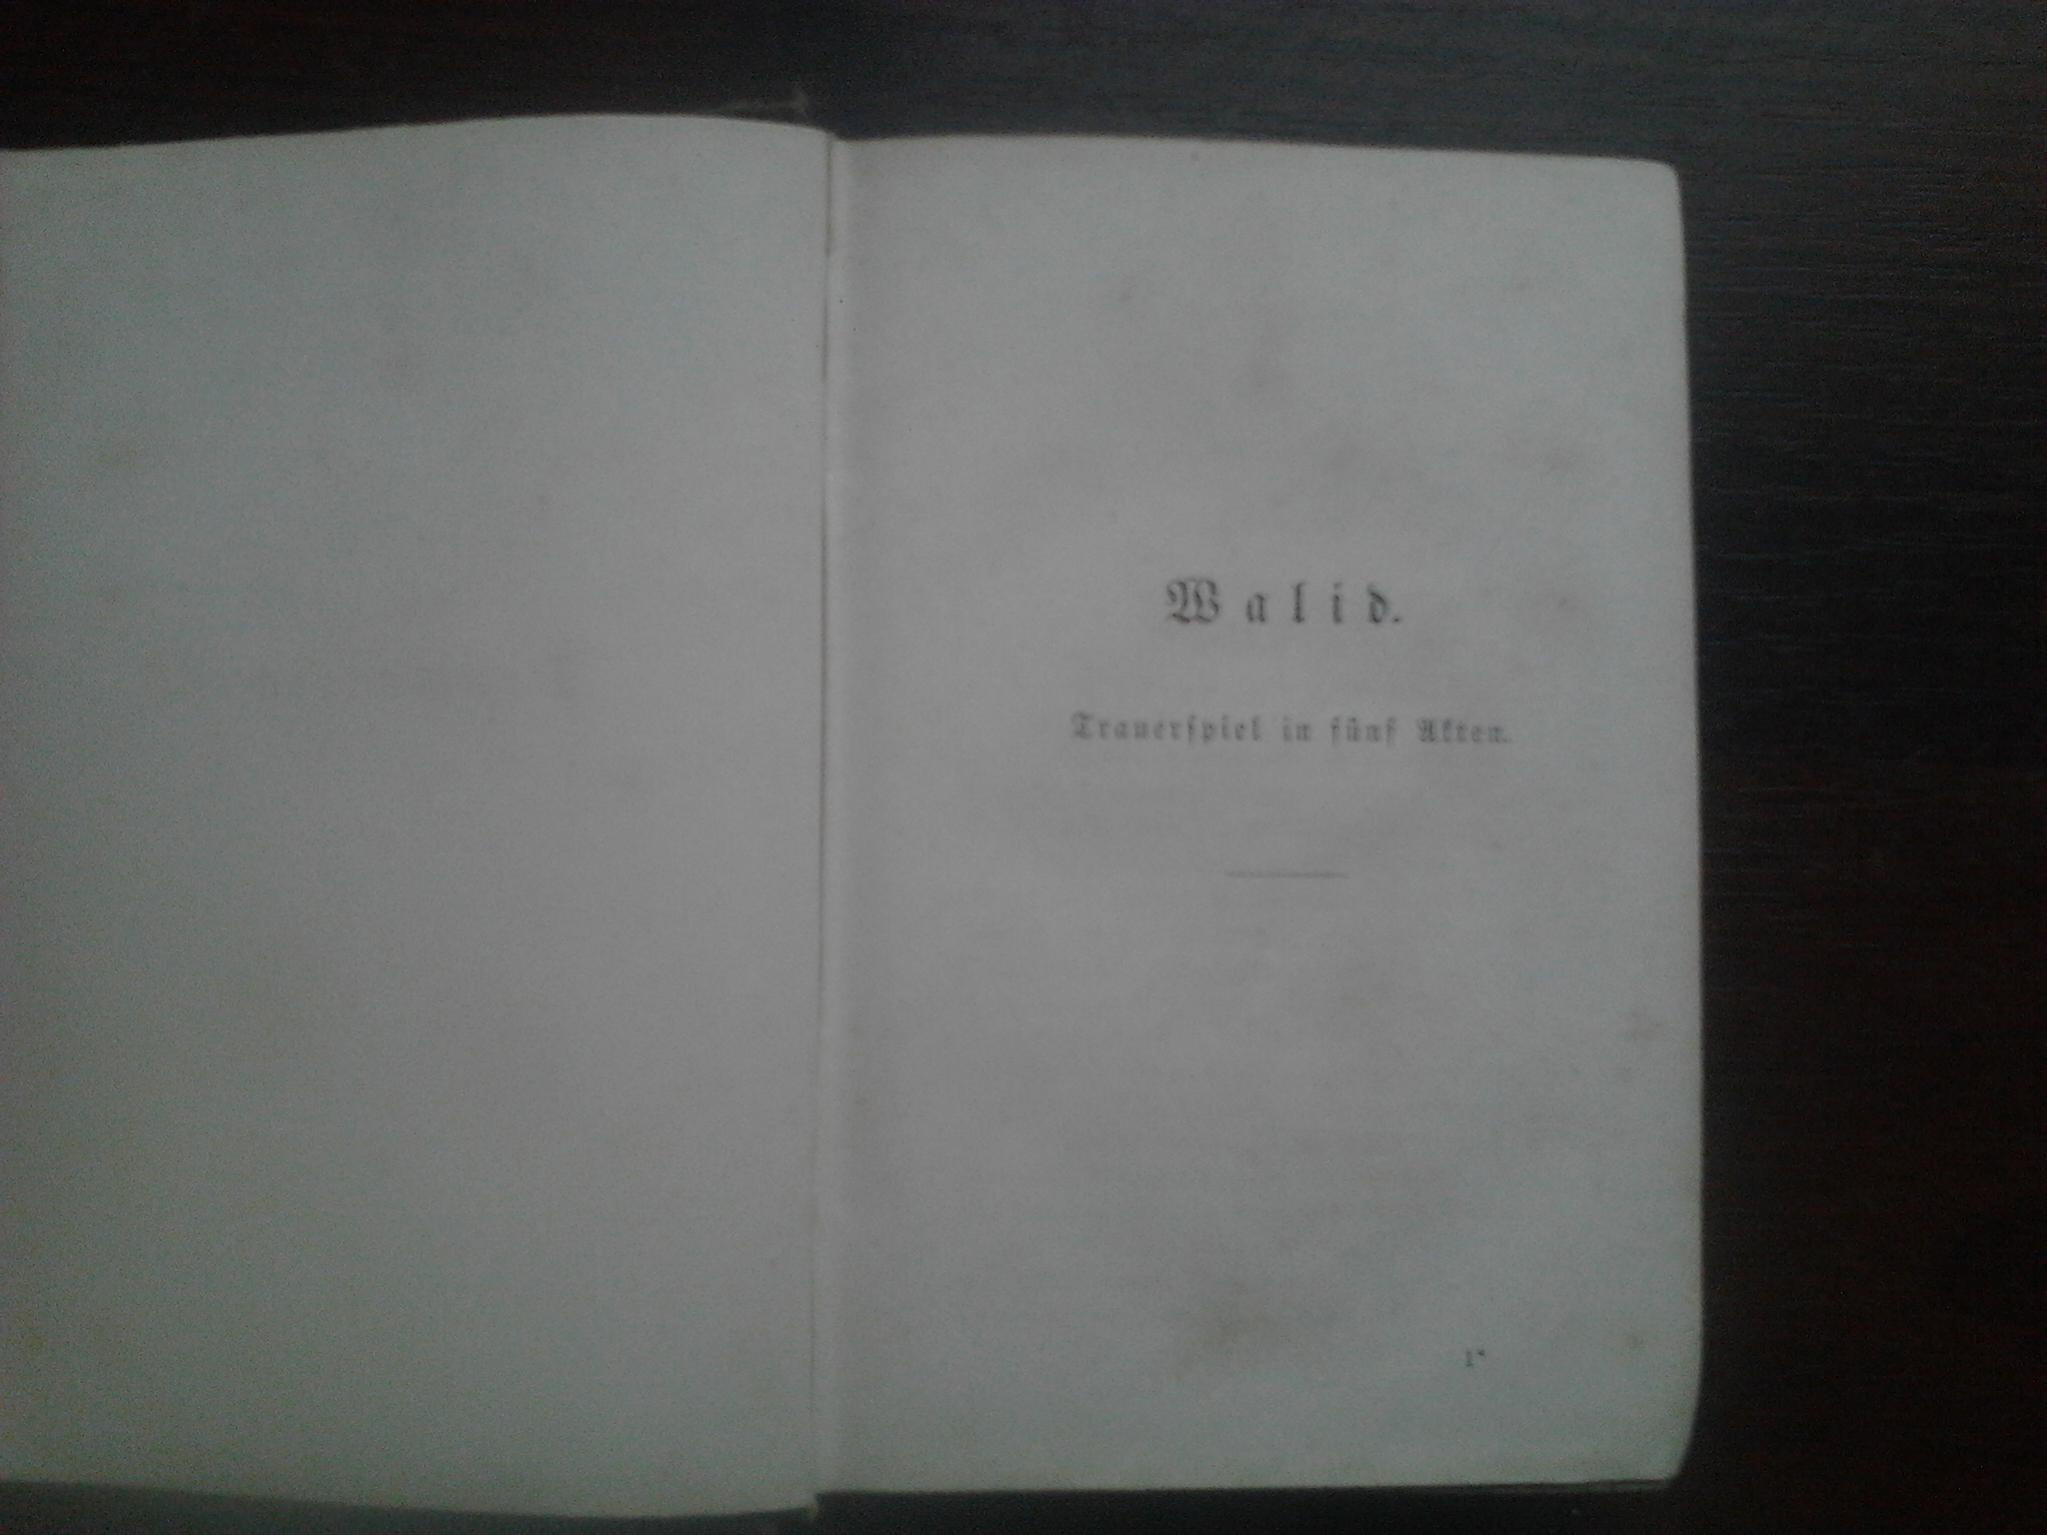 Walid.
Trauerspiel in fünf Akten.
1*